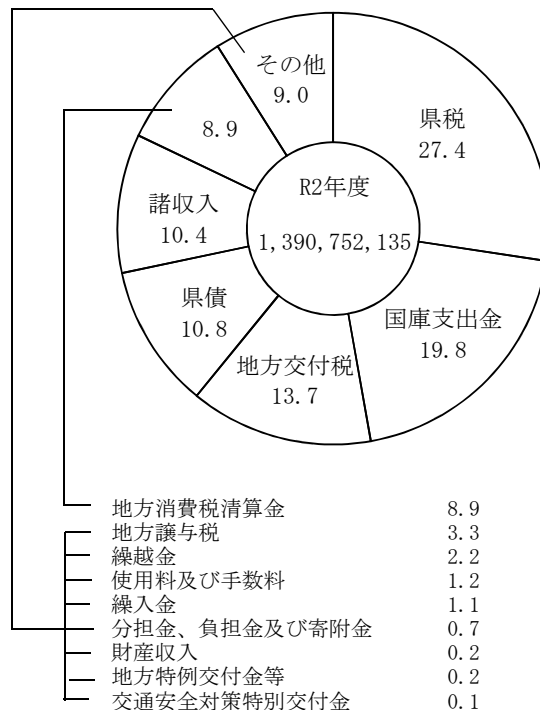 その他
9.0
県税
27.4
8.9
R2年度
1,390,752,135
諸収入
10.4
県債
10.8
国庫支出金
19.8
地方交付税
13.7
地方消費税清算金 8.9
地方譲与税 3.3
繰越金 2.2
使用料及び手数料 1.2
繰入金 1.1
分担金、負担金及び寄附金 0.7
財産収入 0.2
地方特例交付金等 0.2
交通安全対策特別交付金 0.1